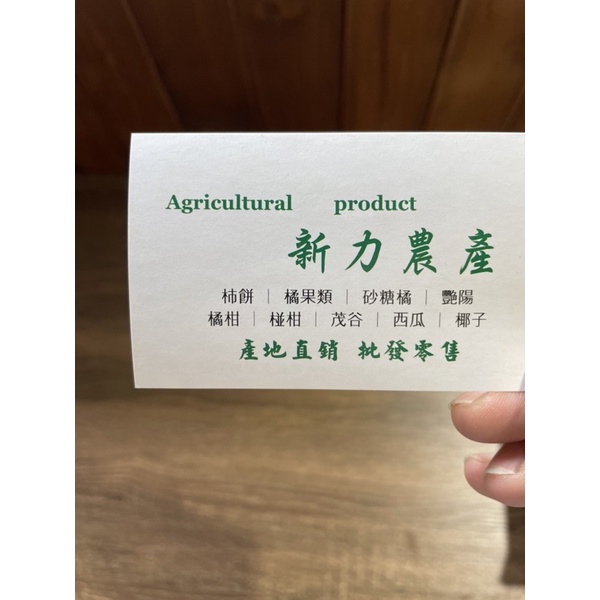 Agricultural product
新力農產
柿餅｜橘果類｜砂糖橘｜艷陽
橘柑｜椪柑｜茂谷｜西瓜｜椰子
產地直銷 批發零售